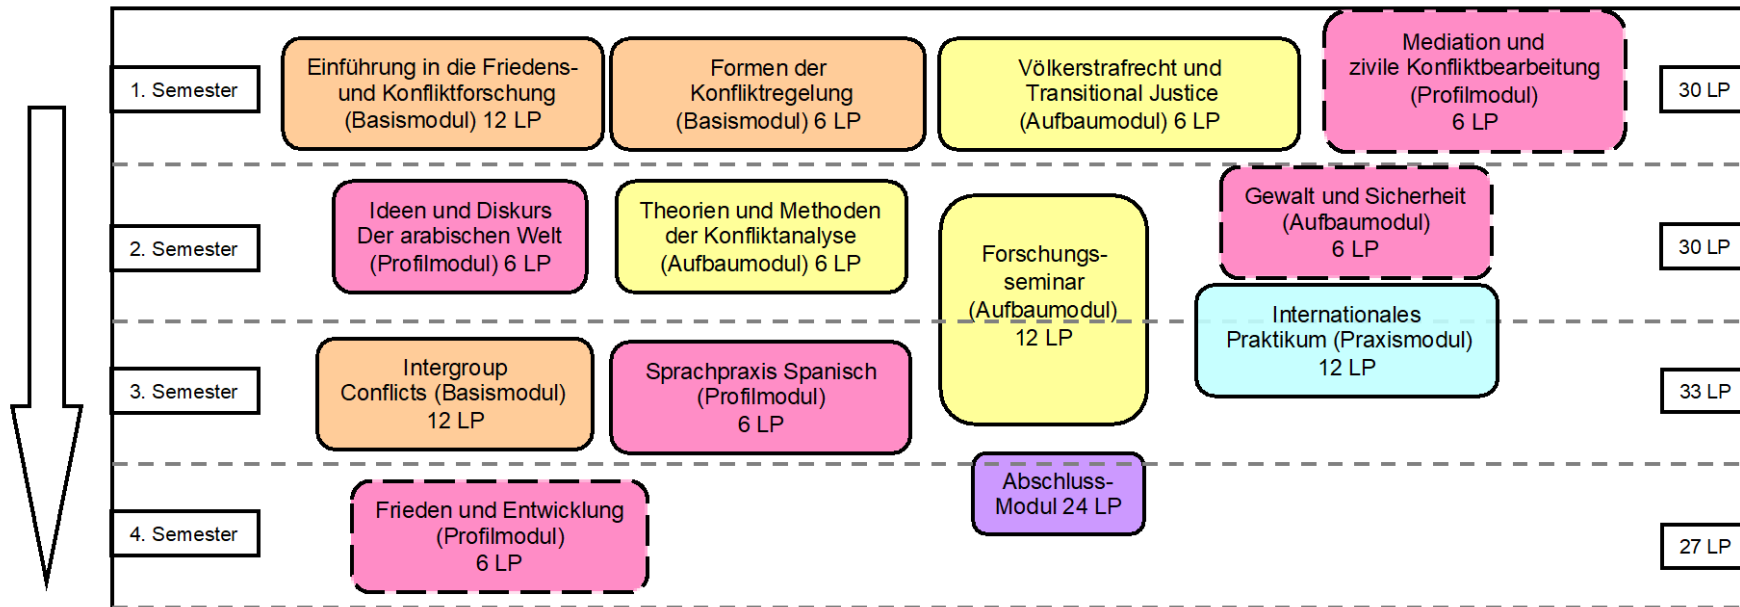 1. Semester
Einführung in die Friedens-
und Konfliktforschung
(Basismodul) 12 LP
Formen der
Konfliktregelung
(Basismodul) 6 LP
Völkerstrafrecht und
Transitional Justice
(Aufbaumodul) 6 LP
Mediation und
zivile Konfliktbearbeitung
(Profilmodul)
6 LP
30 LP
2. Semester
Ideen und Diskurs
Der arabischen Welt
(Profilmodul) 6 LP
Theorien und Methoden
der Konfliktanalyse
(Aufbaumodul) 6 LP
Forschungs-
seminar
(Aufbaumodul)
12 LP
Gewalt und Sicherheit
(Aufbaumodul)
6 LP
30 LP
Internationales
Praktikum (Praxismodul)
12 LP
3. Semester
Intergroup
Conflicts (Basismodul)
12 LP
Sprachpraxis Spanisch
(Profilmodul)
6 LP
33 LP
4. Semester
Frieden und Entwicklung
(Profilmodul)
6 LP
Abschluss-
Modul 24 LP
27 LP